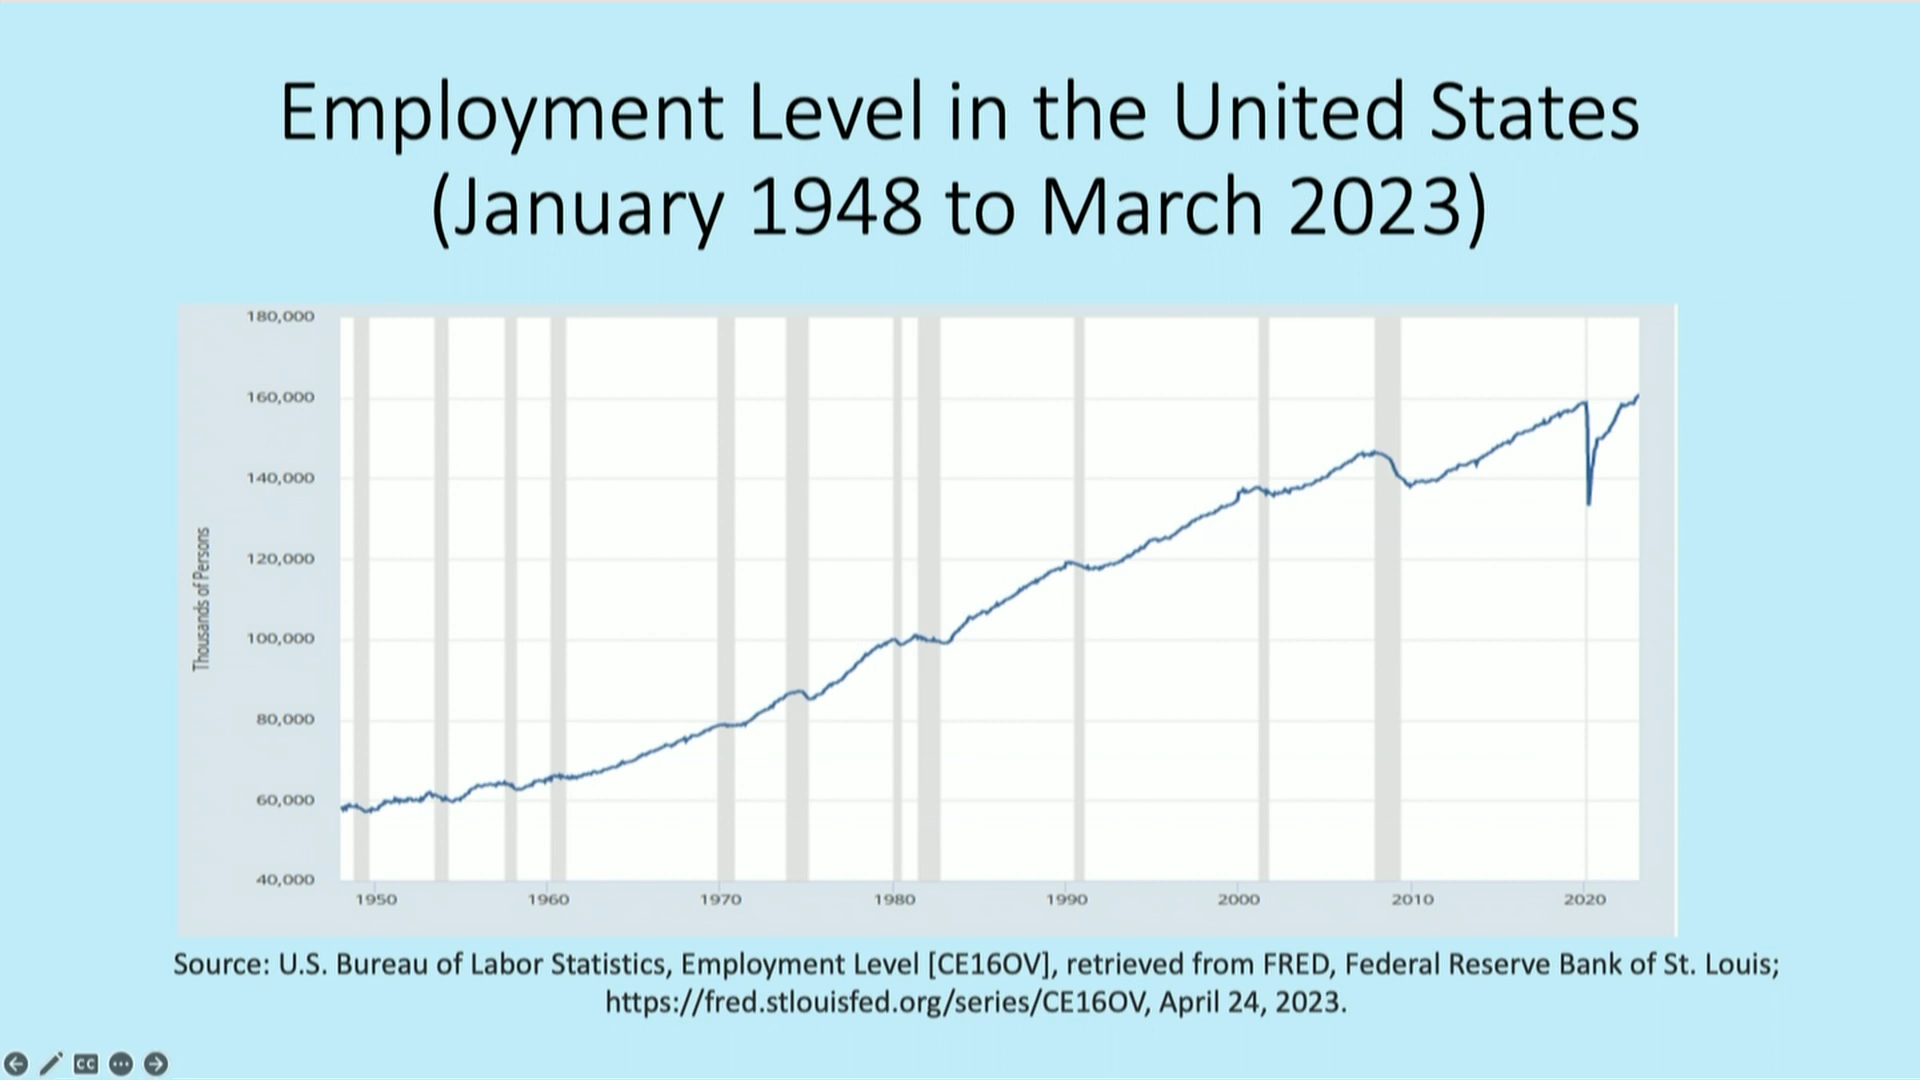 Employment Level in the United States
(January 1948 to March 2023)
180,000
160,000
140,000
120,000
100,000
80,000
60,000
40,000
Thousands of Persons
1950
1960
1970
1980
1990
2000
2010
2020
Source: U.S. Bureau of Labor Statistics, Employment Level [CE16OV], retrieved from FRED, Federal Reserve Bank of St. Louis;
https://fred.stlouisfed.org/series/CE16OV, April 24, 2023.
CC